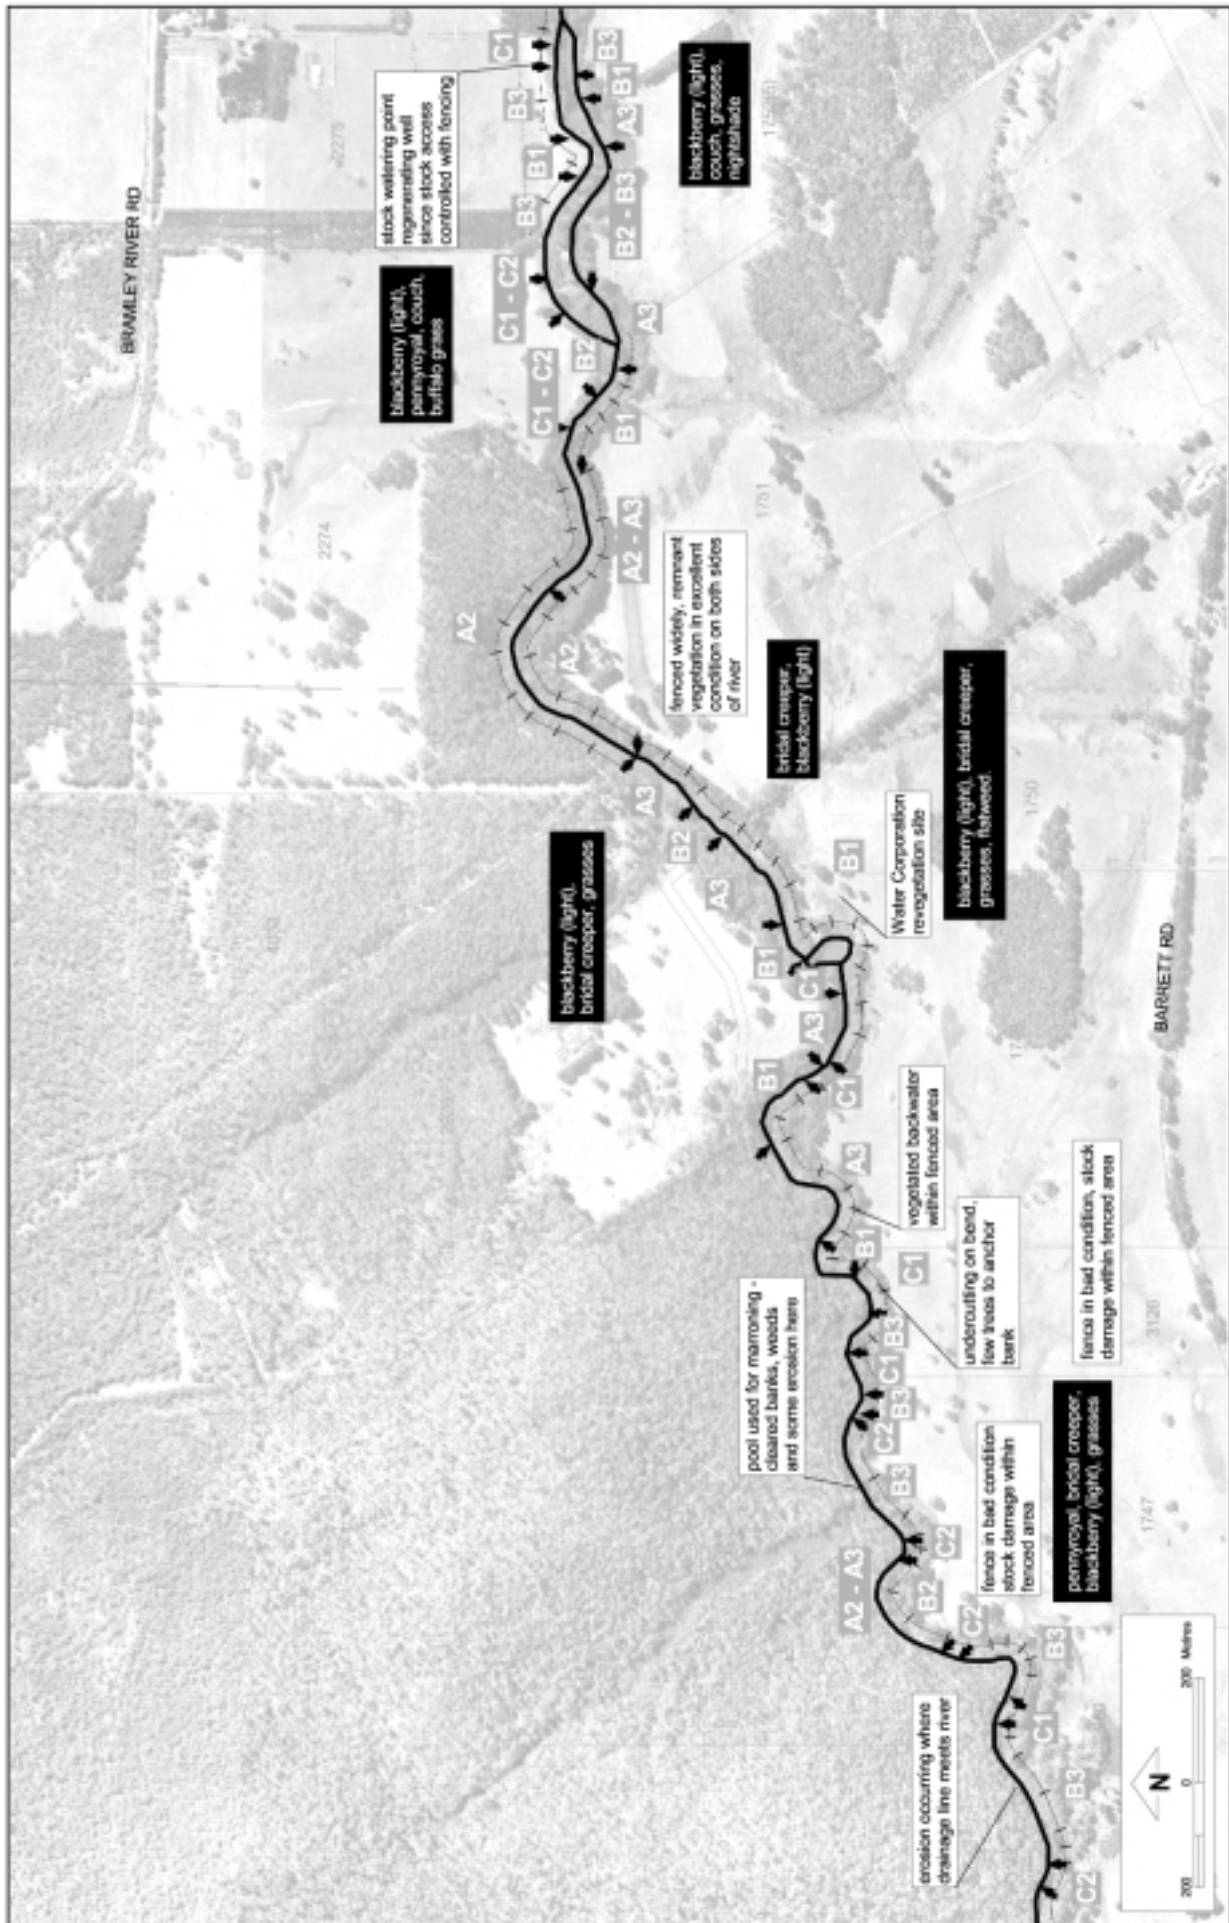 BRAMLEY RIVER RD
stock watering point
regenerating well
since stock access
controlled with fencing
blackberry (light),
pennyroyal, couch,
buffalo grass
C1
B3
B1
B3
C1 - C2
C1 - C2
B2
A3
B2 - B3
A3
B1
B3
blackberry (light),
couch, grasses,
nightshade
2275
2274
1751
B1
A2 - A3
A2
A2
fenced widely, remnant
vegetation in excellent
condition on both sides
of river
bridal creeper,
blackberry (light)
A3
B2
A3
B1
blackberry (light),
bridal creeper, grasses
B1
Water Corporation
revegetation site
blackberry (light), bridal creeper,
grasses, flatweed.
1750
BARRETT RD
C1
A3
B1
C1
A3
vegetated backwater
within fenced area
B1
C1
undercutting on bend,
few trees to anchor
bank
fence in bad condition, stock
damage within fenced area
3126
pool used for marroning -
cleared banks, weeds
and some erosion here
B3
C1
B3
C2
B3
C2
A2 - A3
B2
C2
fence in bad condition
stock damage within
fenced area
pennyroyal, bridal creeper,
blackberry (light), grasses
1747
erosion occurring where
drainage line meets river
B3
C1
B3
C2
N
200 0 200 Metres